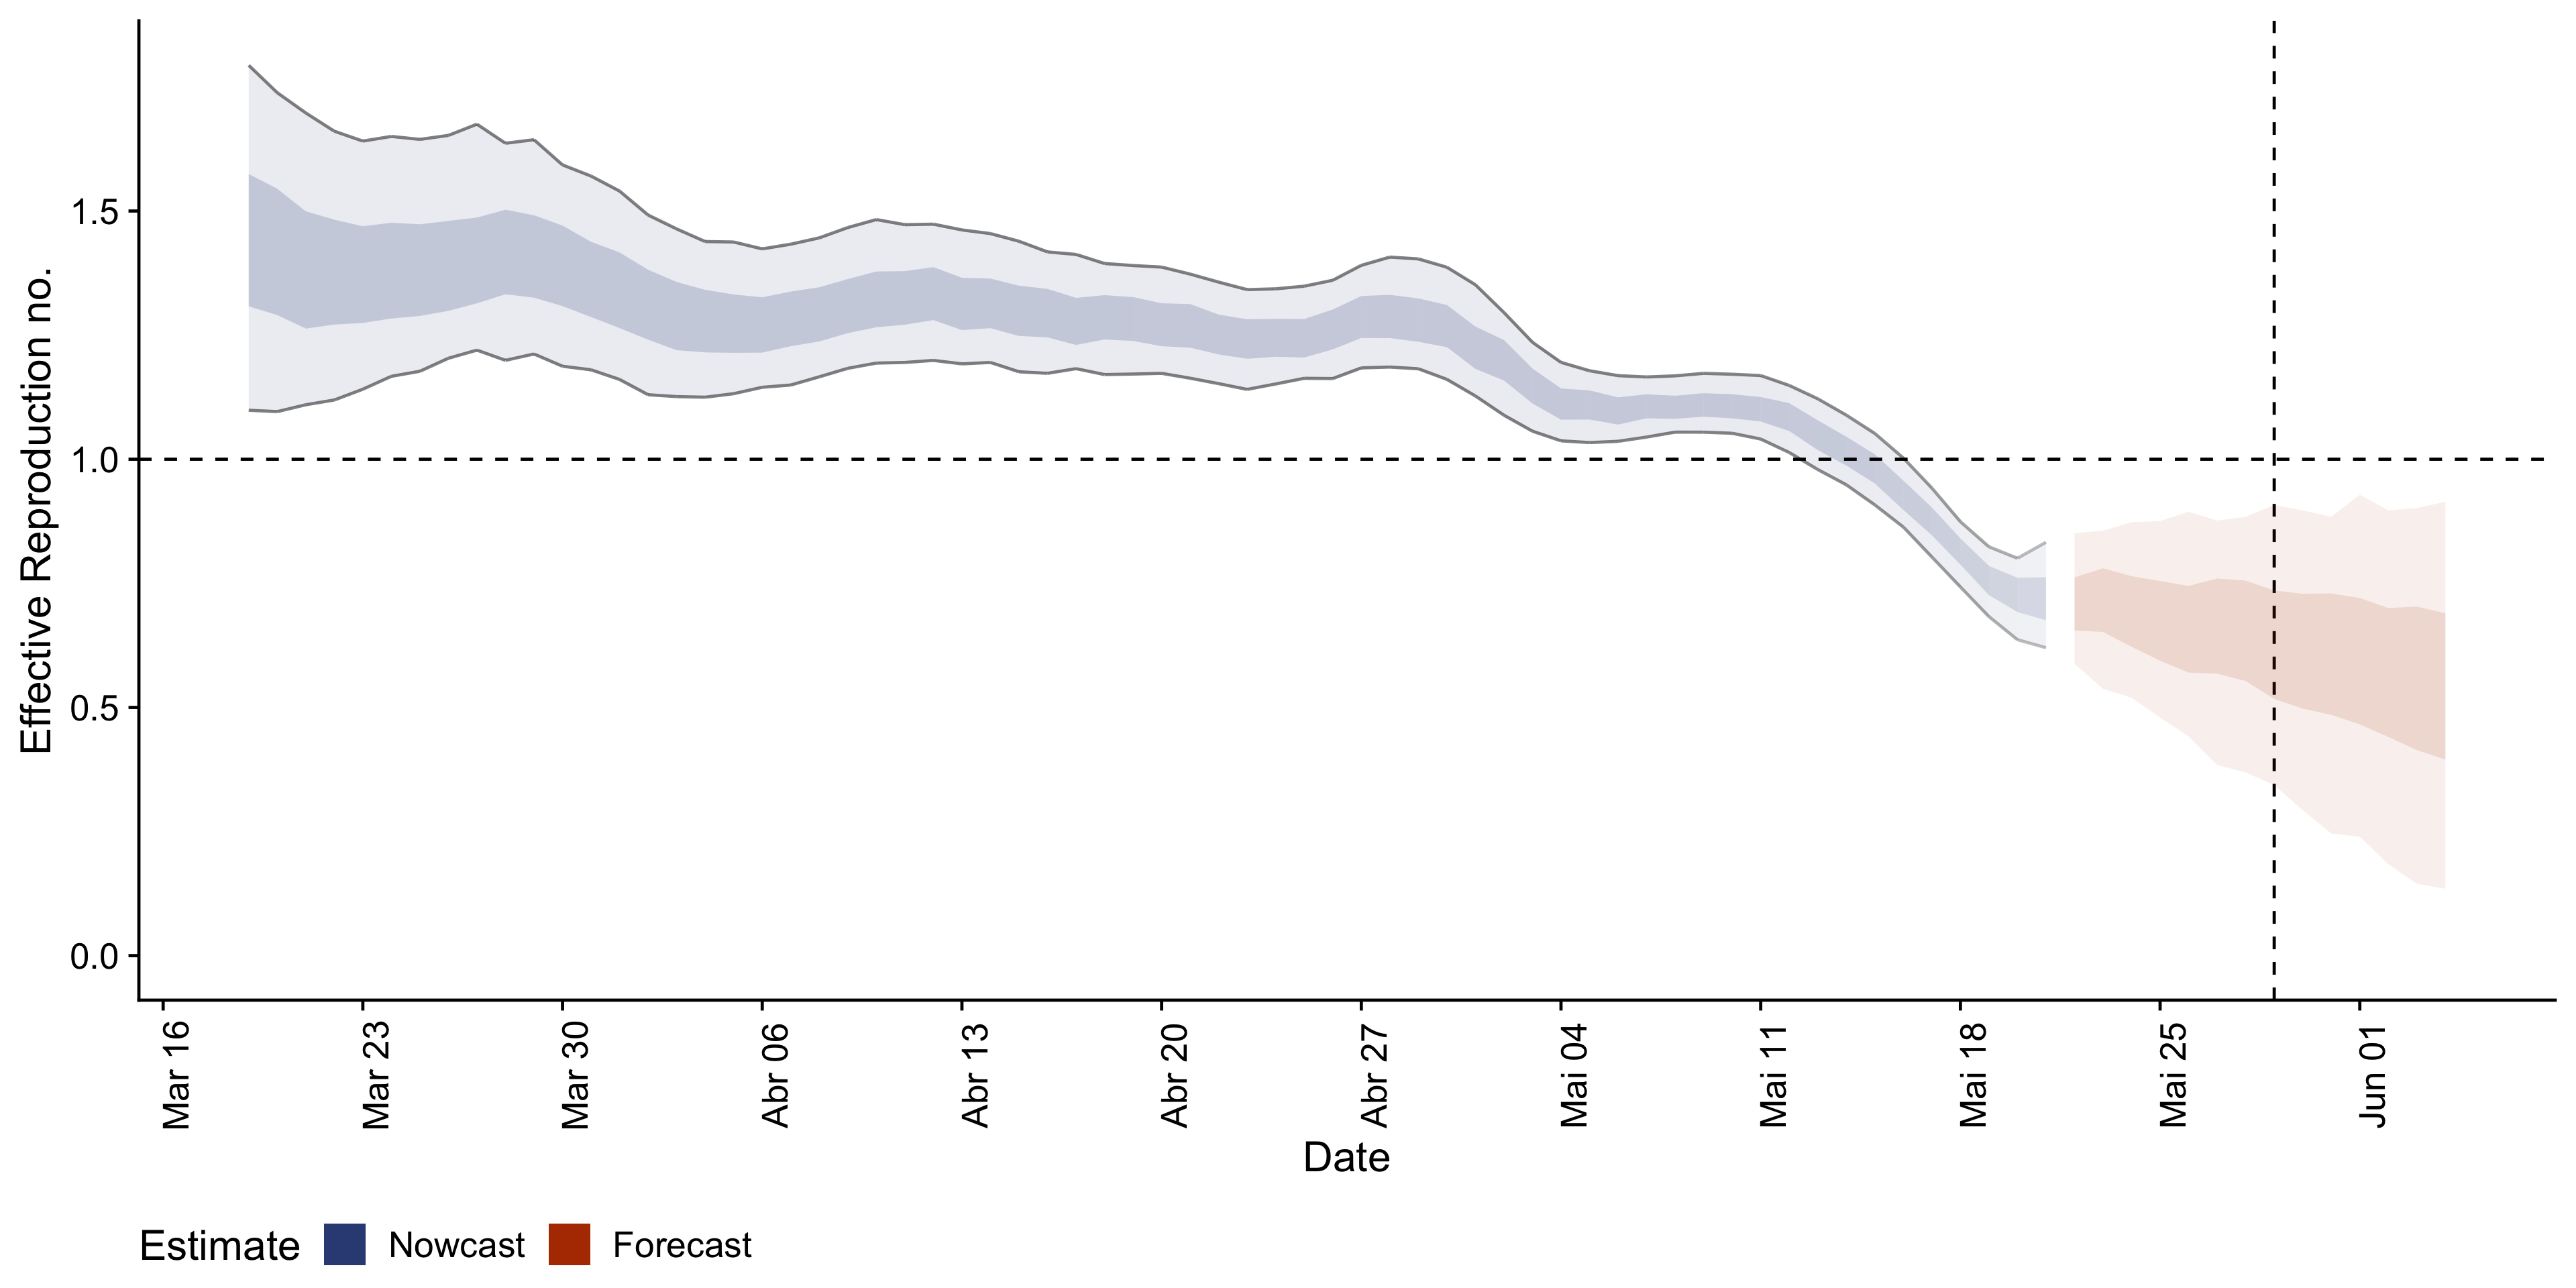 Effective Reproduction no.
1.5
1.0
0.5
0.0
Mar 16
Mar 23
Mar 30
Abr 06
Abr 13
Abr 20
Abr 27
Mai 04
Mai 11
Mai 18
Mai 25
Jun 01
Date
Estimate Nowcast Forecast